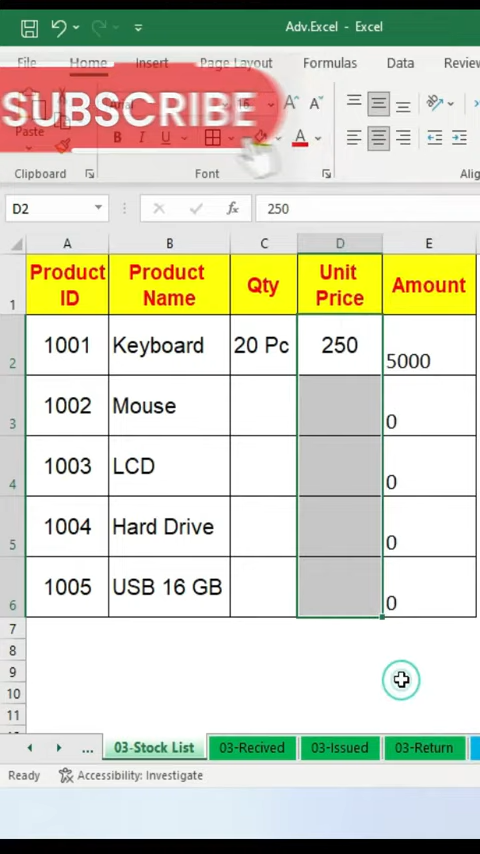 Adv.Excel - Excel
File Home Insert Page Layout Formulas Data Review
SUBSCRIBE
16
Paste
B I U A
Clipboard Font
D2 fx 250
A B C D E
1 Product ID Product Name Qty Unit Price Amount
2 1001 Keyboard 20 Pc 250 5000
3 1002 Mouse 0
4 1003 LCD 0
5 1004 Hard Drive 0
6 1005 USB 16 GB 0
7
8
9
10
11
... 03-Stock List 03-Recived 03-Issued 03-Return
Ready Accessibility: Investigate